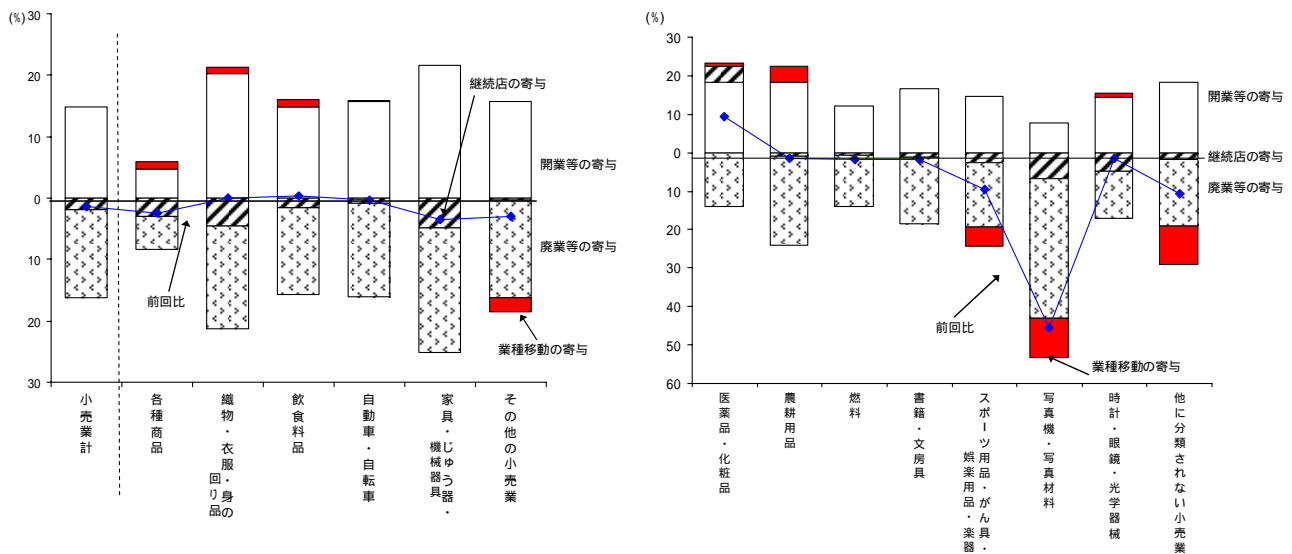 (%)
30
20
10
0
10
20
30
継続店の寄与
開業等の寄与
廃業等の寄与
前回比
業種移動の寄与
小売業計
各種商品
織物・衣服・身の
回り品
飲食料品
自動車・自転車
家具・じゅう器・
機械器具
その他の小売業
(%)
30
20
10
0
10
20
30
40
50
60
開業等の寄与
継続店の寄与
廃業等の寄与
前回比
業種移動の寄与
医薬品・化粧品
農耕用品
燃料
書籍・文房具
スポーツ用品・がん具・
娯楽用品・楽器
写真機・写真材料
時計・眼鏡・光学器械
他に分類されない小売業